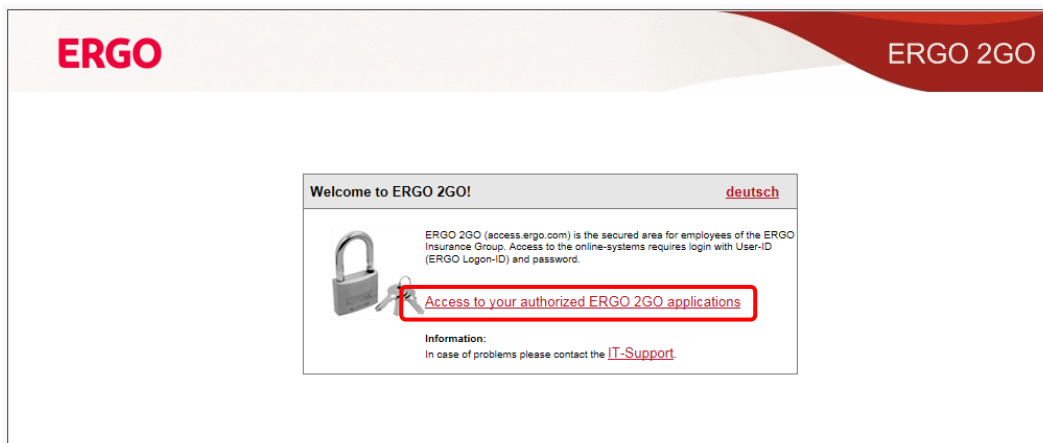 ERGO
ERGO 2GO
Welcome to ERGO 2GO!
deutsch
ERGO 2GO (access.ergo.com) is the secured area for employees of the ERGO
Insurance Group. Access to the online-systems requires login with User-ID
(ERGO Logon-ID) and password.
Access to your authorized ERGO 2GO applications
Information:
In case of problems please contact the IT-Support.